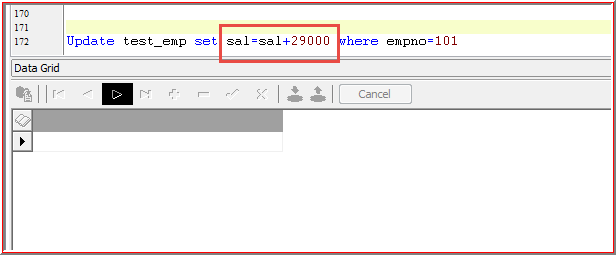 170
171
172 Update test_emp set sal=sal+29000 where empno=101
Data Grid
Cancel